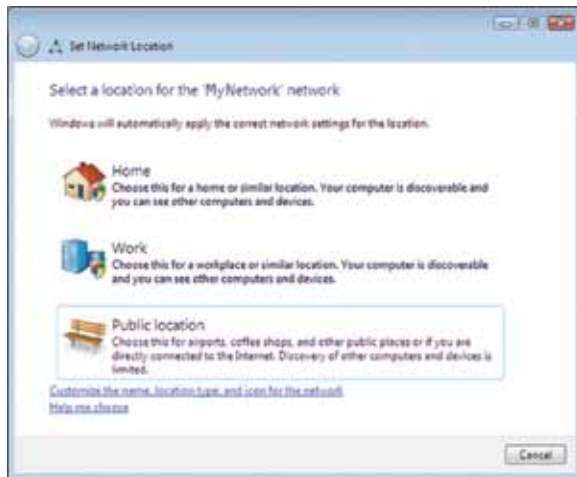 Set Network Location
Select a location for the 'MyNetwork' network
Windows will automatically apply the correct network settings for the location.
Home
Choose this for a home or similar location. Your computer is discoverable and
you can see other computers and devices.
Work
Choose this for a workplace or similar location. Your computer is discoverable
and you can see other computers and devices.
Public location
Choose this for airports, coffee shops, and other public places or if you are
directly connected to the Internet. Discovery of other computers and devices is
limited.
Customize the name, location type, and icon for the network
Help me choose
Cancel